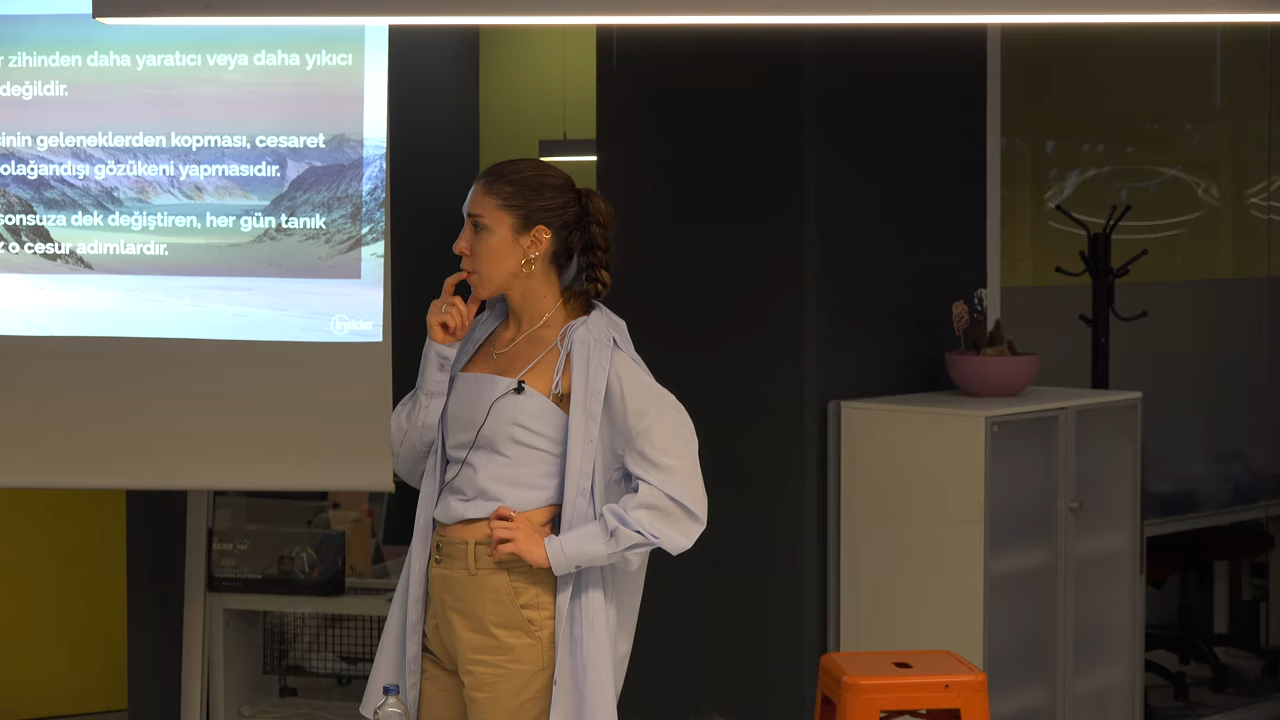 zihinden daha yaratıcı veya daha yıkıcı
değildir.
geleneklerden kopması, cesaret
olağandışı gözükeni yapmasıdır.
sonsuza dek değiştiren, her gün tanık
o cesur adımlardır.
insider